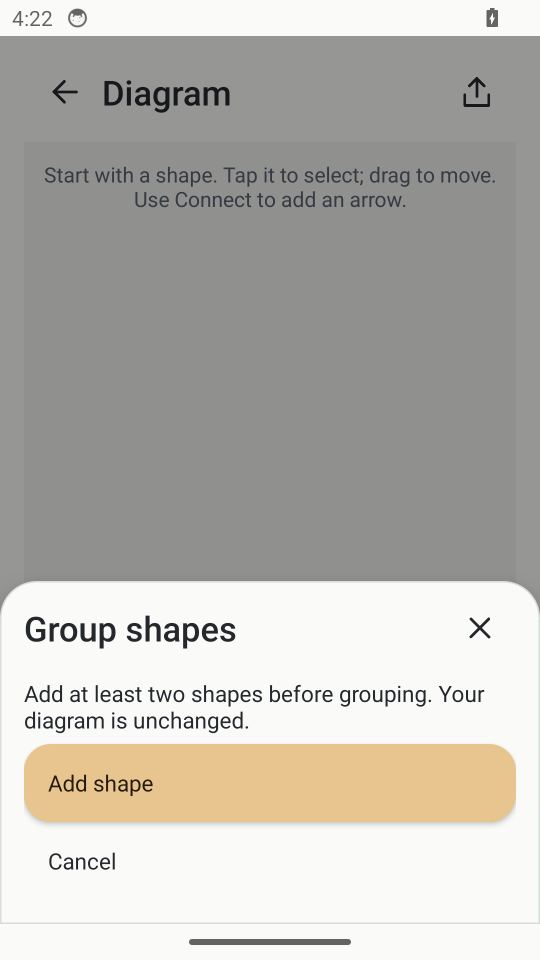 4:22
Diagram
Start with a shape. Tap it to select; drag to move.
Use Connect to add an arrow.
Group shapes
Add at least two shapes before grouping. Your
diagram is unchanged.
Add shape
Cancel